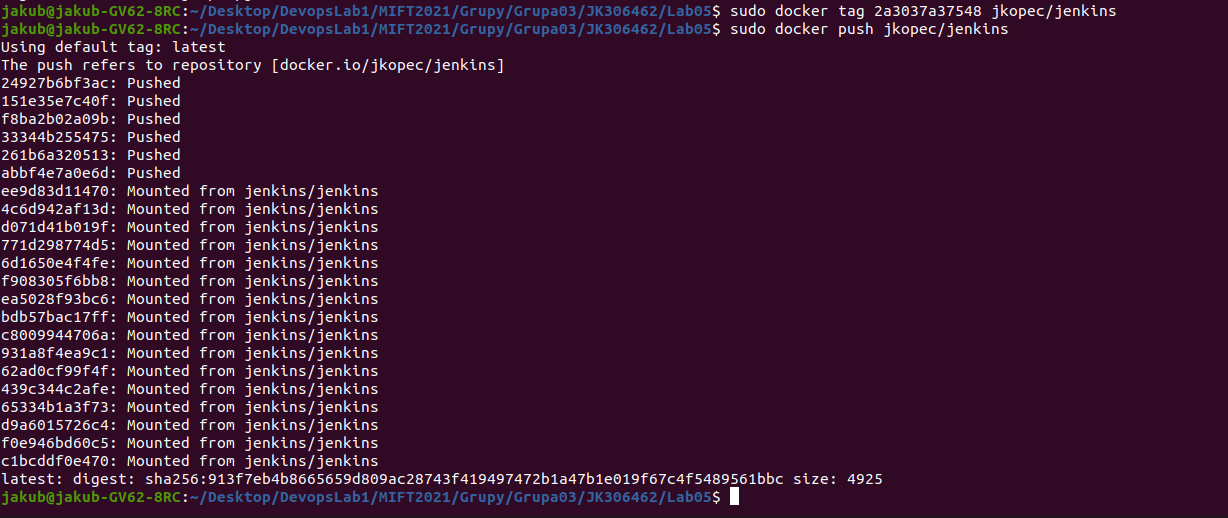 jakub@jakub-GV62-8RC:~/Desktop/DevopsLab1/MIFT2021/Grupy/Grupa03/JK306462/Lab05$ sudo docker tag 2a3037a37548 jkopec/jenkins
jakub@jakub-GV62-8RC:~/Desktop/DevopsLab1/MIFT2021/Grupy/Grupa03/JK306462/Lab05$ sudo docker push jkopec/jenkins
Using default tag: latest
The push refers to repository [docker.io/jkopec/jenkins]
24927b6bf3ac: Pushed
151e35e7c40f: Pushed
f8ba2b02a09b: Pushed
33344b255475: Pushed
261b6a320513: Pushed
abbf4e7a0e6d: Pushed
ee9d83d11470: Mounted from jenkins/jenkins
4c6d942af13d: Mounted from jenkins/jenkins
d071d41b019f: Mounted from jenkins/jenkins
771d298774d5: Mounted from jenkins/jenkins
6d1650e4f4fe: Mounted from jenkins/jenkins
f908305f6bb8: Mounted from jenkins/jenkins
ea5028f93bc6: Mounted from jenkins/jenkins
bdb57bac17ff: Mounted from jenkins/jenkins
c8009944706a: Mounted from jenkins/jenkins
931a8f4ea9c1: Mounted from jenkins/jenkins
62ad0cf99f4f: Mounted from jenkins/jenkins
439c344c2afe: Mounted from jenkins/jenkins
65334b1a3f73: Mounted from jenkins/jenkins
d9a6015726c4: Mounted from jenkins/jenkins
f0e946bd60c5: Mounted from jenkins/jenkins
c1bcddf0e470: Mounted from jenkins/jenkins
latest: digest: sha256:913f7eb4b8665659d809ac28743f419497472b1a47b1e019f67c4f5489561bbc size: 4925
jakub@jakub-GV62-8RC:~/Desktop/DevopsLab1/MIFT2021/Grupy/Grupa03/JK306462/Lab05$